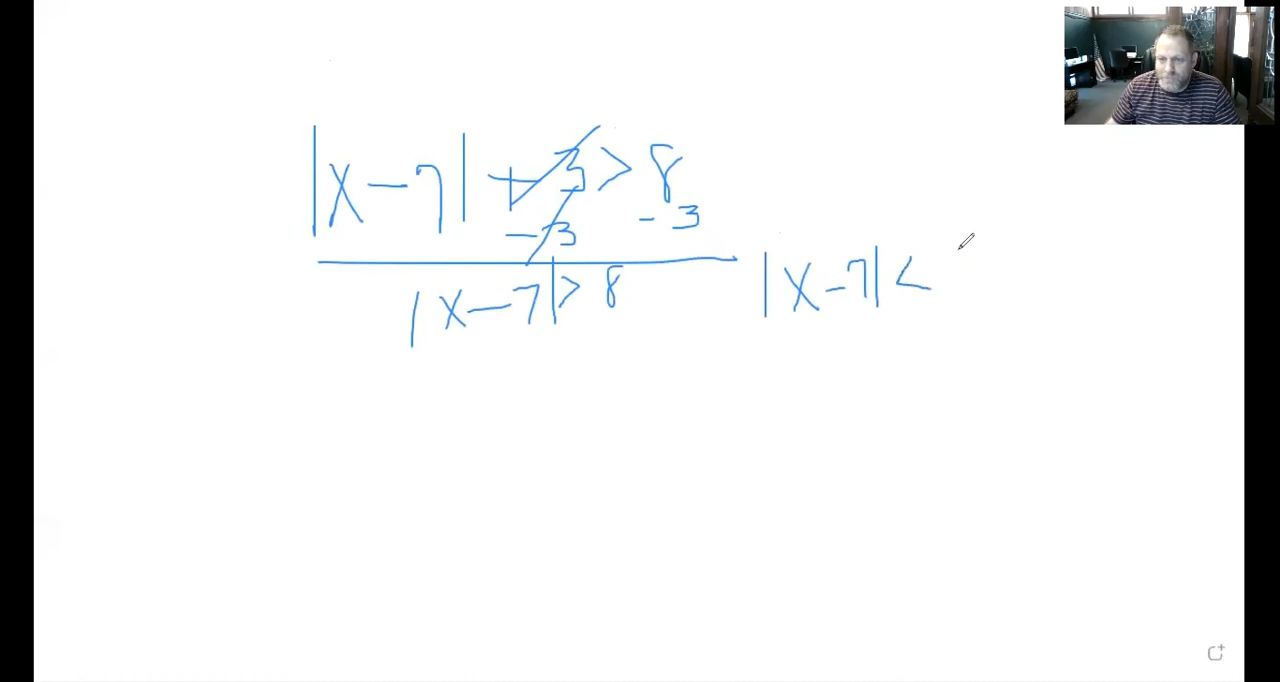 |x-7| + 3 > 8
-3 -3
|x-7| > 8 |x-7| <